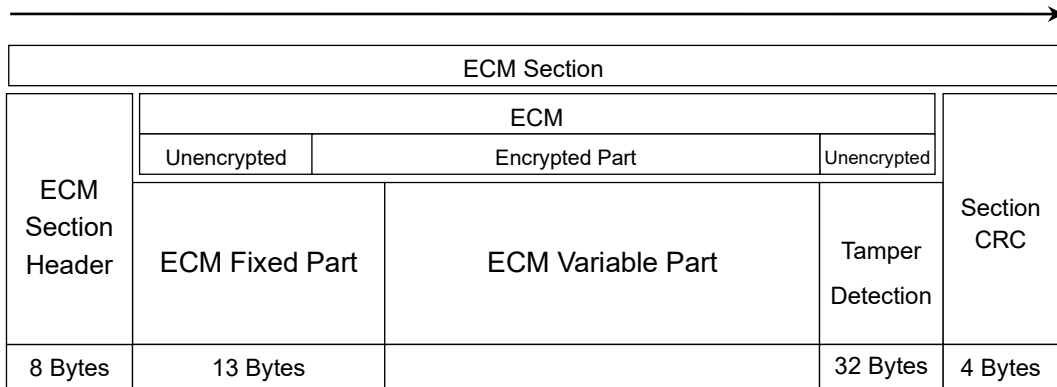 ECM Section
ECM
Unencrypted
Encrypted Part
Unencrypted
ECM
Section
Header
ECM Fixed Part
ECM Variable Part
Tamper
Detection
Section
CRC
8 Bytes
13 Bytes
32 Bytes
4 Bytes